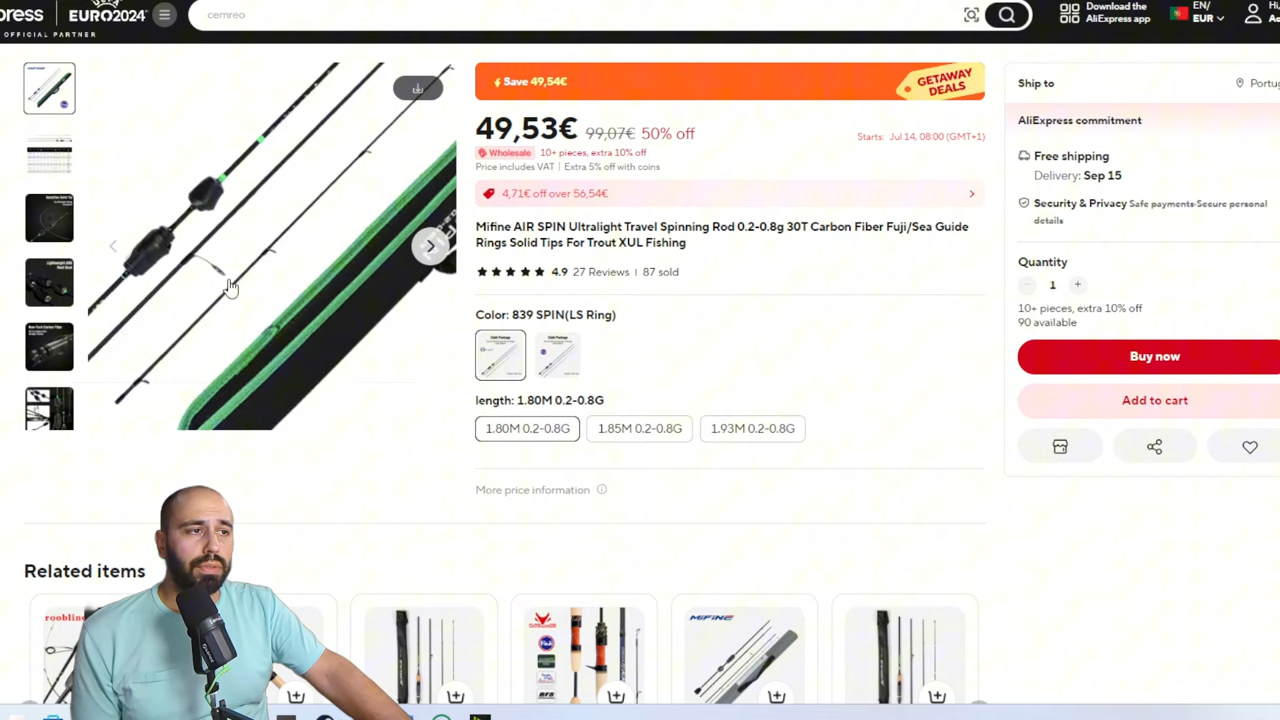 press
EURO2024
OFFICIAL PARTNER
cemreo
Download the
AliExpress app
EN/
EUR
Hi,
Save 49,54€
GETAWAY
DEALS
49,53€ 99,07€ 50% off
Starts: Jul 14, 08:00 (GMT+1)
Wholesale 10+ pieces, extra 10% off
Price includes VAT | Extra 5% off with coins
4,71€ off over 56,54€
Mifine AIR SPIN Ultralight Travel Spinning Rod 0.2-0.8g 30T Carbon Fiber Fuji/Sea Guide
Rings Solid Tips For Trout XUL Fishing
4.9 27 Reviews | 87 sold
Color: 839 SPIN(LS Ring)
length: 1.80M 0.2-0.8G
1.80M 0.2-0.8G
1.85M 0.2-0.8G
1.93M 0.2-0.8G
More price information
Ship to
Portug
AliExpress commitment
Free shipping
Delivery: Sep 15
Security & Privacy Safe payments·Secure personal
details
Quantity
1
10+ pieces, extra 10% off
90 available
Buy now
Add to cart
Related items
roobline
MiFiNE
Fuji